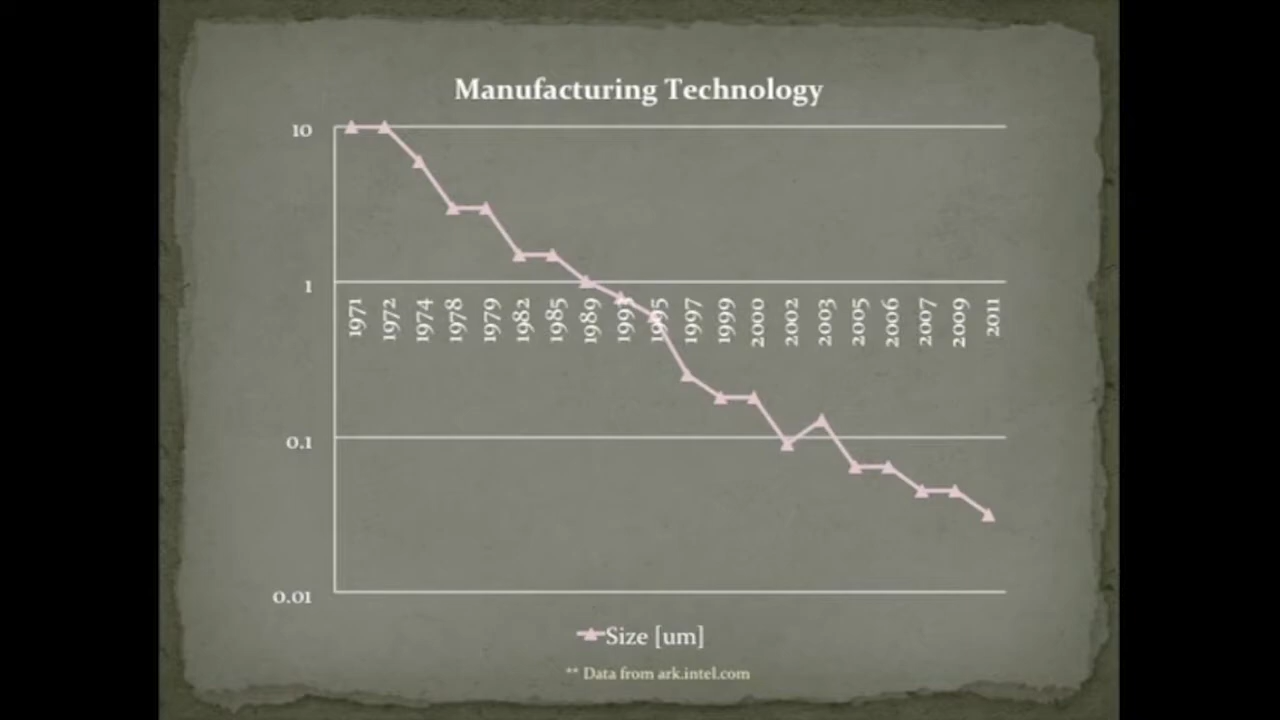 Manufacturing Technology
10
1
1971 1972 1974 1978 1979 1982 1985 1989 1993 1995 1997 1999 2000 2002 2003 2005 2006 2007 2009 2011
0.1
0.01
Size [um]
** Data from ark.intel.com